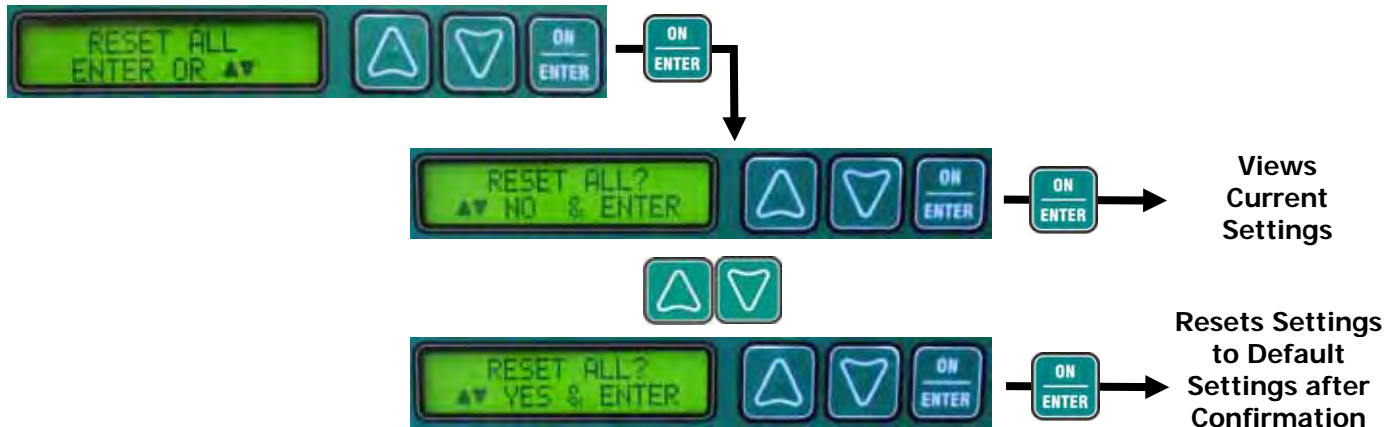 RESET ALL
ENTER OR ▲▼
ON
ENTER
ON
ENTER
RESET ALL?
▲▼ NO & ENTER
ON
ENTER
ON
ENTER
Views
Current
Settings
RESET ALL?
▲▼ YES & ENTER
ON
ENTER
ON
ENTER
Resets Settings
to Default
Settings after
Confirmation